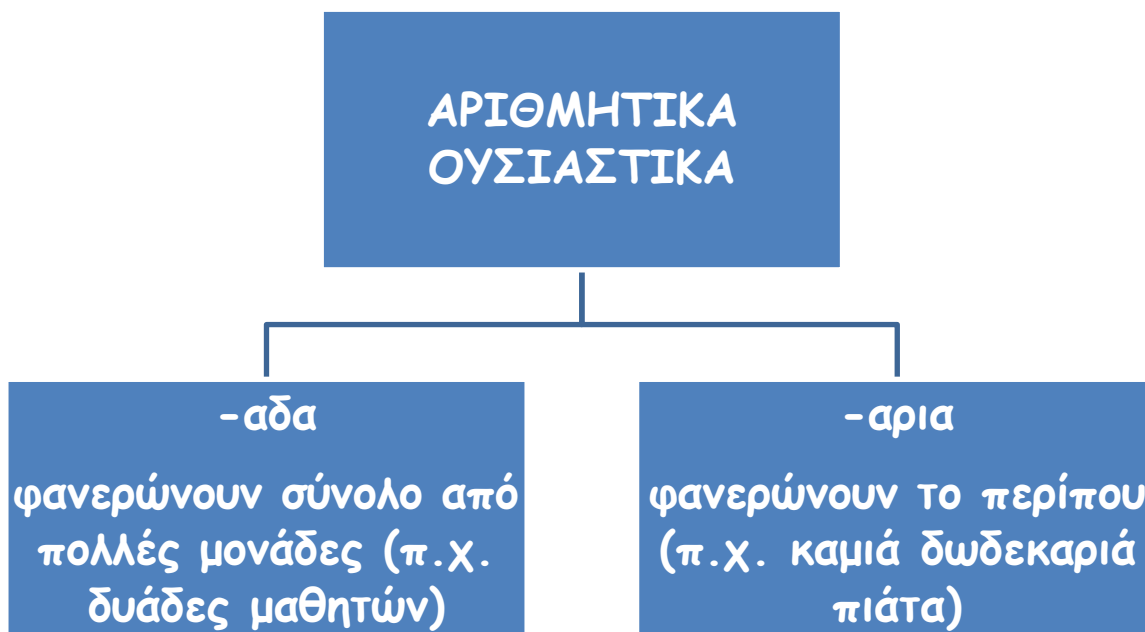 ΑΡΙΘΜΗΤΙΚΑ
ΟΥΣΙΑΣΤΙΚΑ
-αδα
φανερώνουν σύνολο από
πολλές μονάδες (π.χ.
δυάδες μαθητών)
-αρια
φανερώνουν το περίπου
(π.χ. καμιά δωδεκαριά
πιάτα)